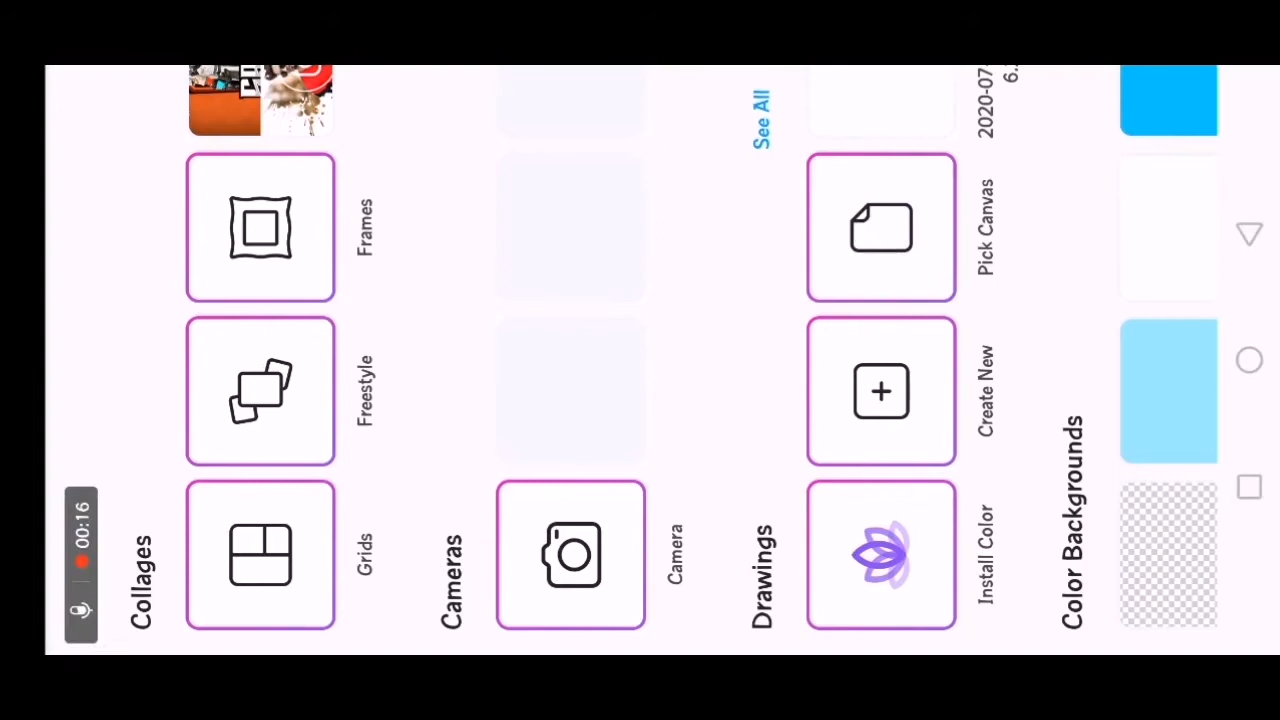 00:16
Collages
Grids
Freestyle
Frames
Cameras
Camera
Drawings
See All
Install Color
Create New
Pick Canvas
2020-07-
6.
Color Backgrounds